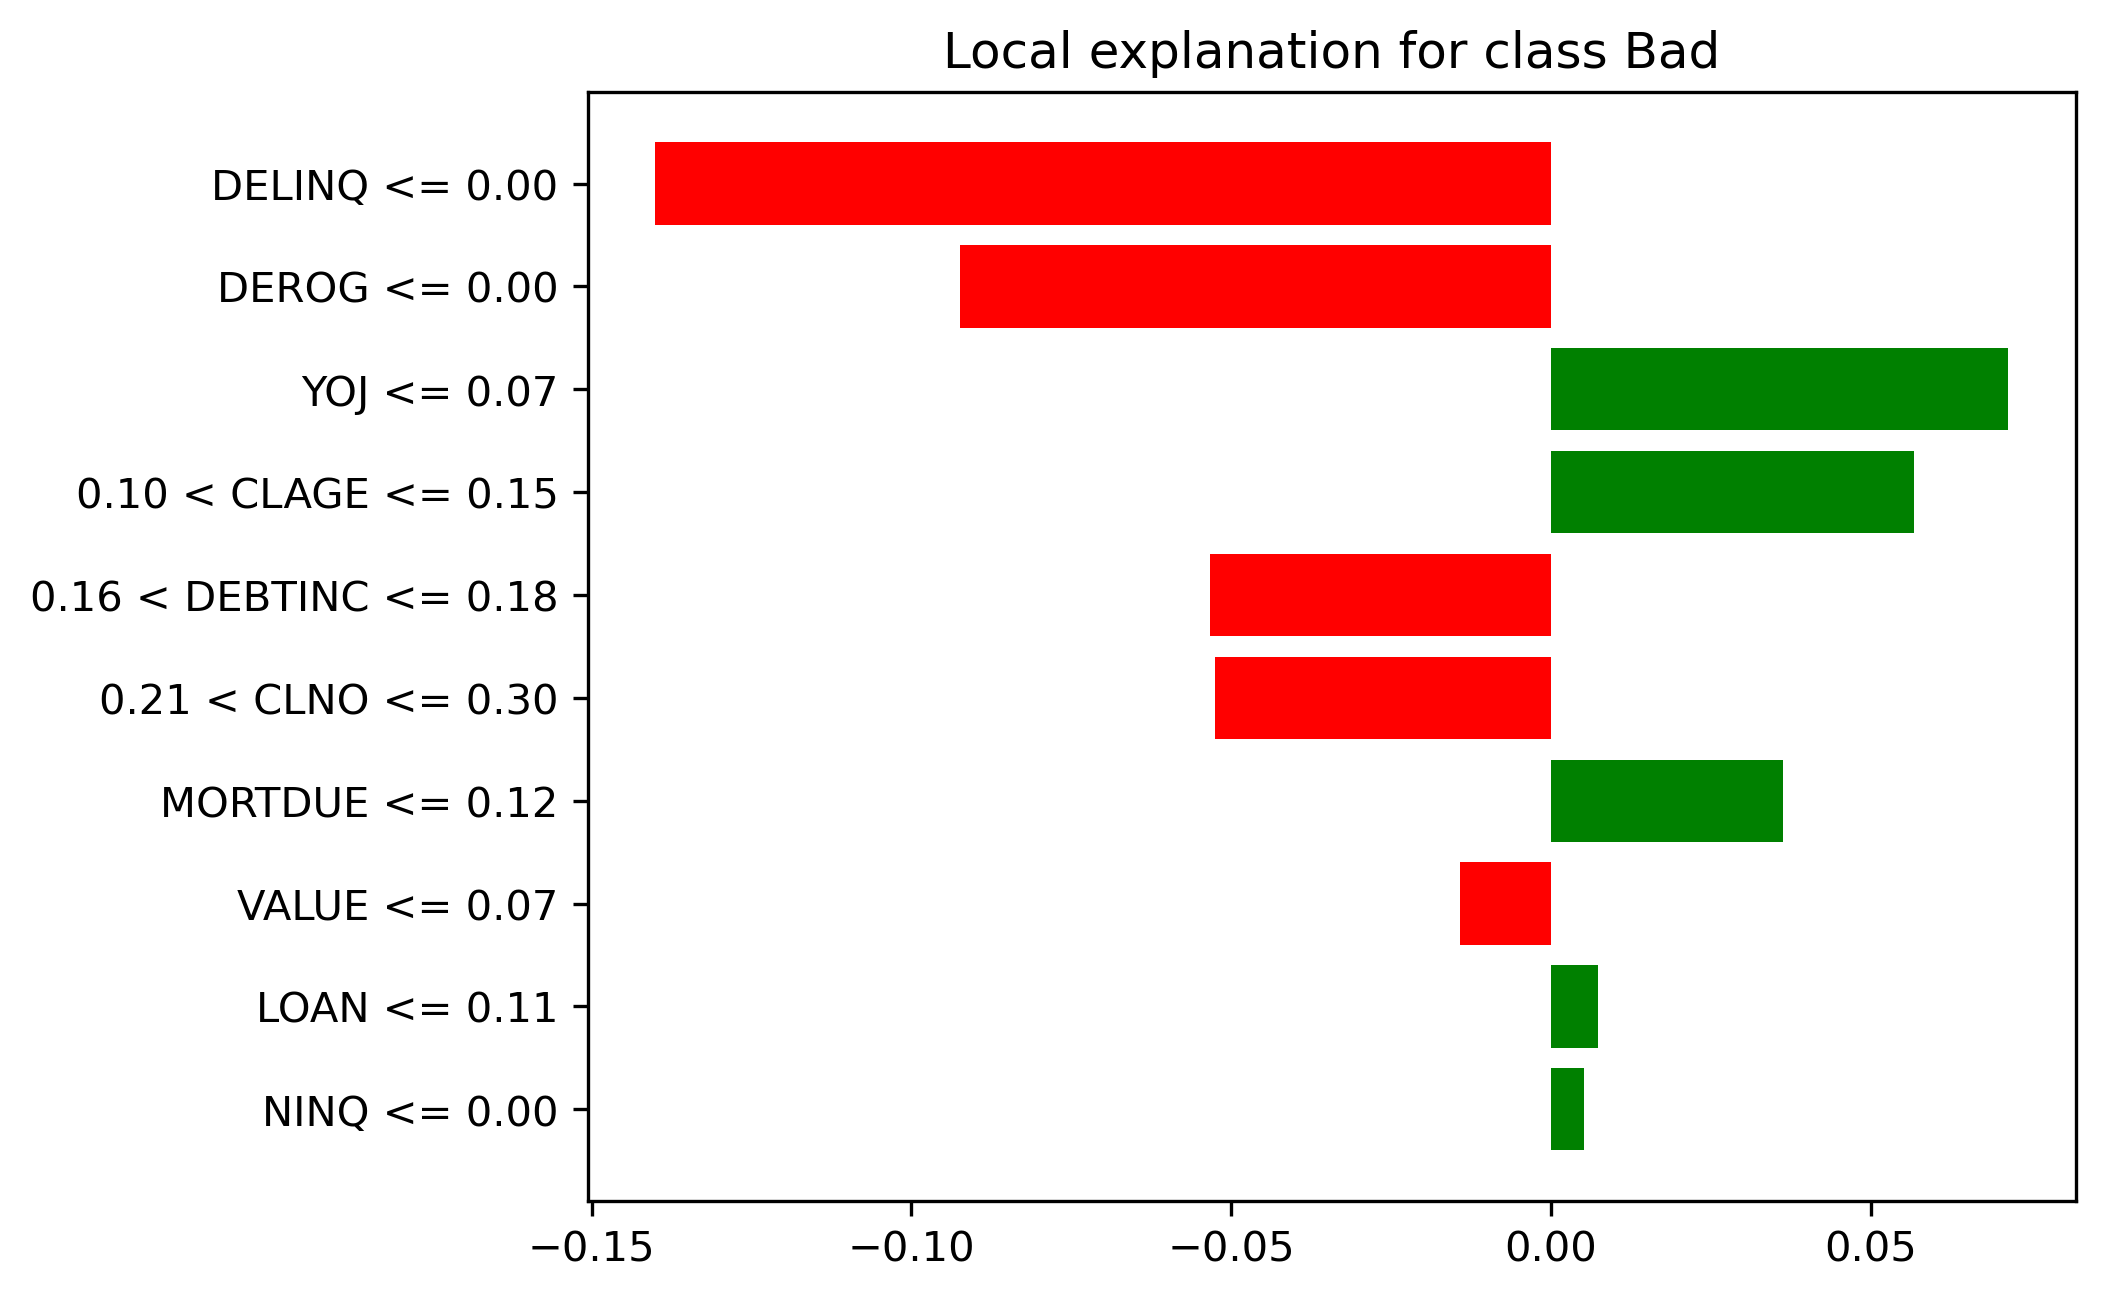 Local explanation for class Bad
DELINQ <= 0.00
DEROG <= 0.00
YOJ <= 0.07
0.10 < CLAGE <= 0.15
0.16 < DEBTINC <= 0.18
0.21 < CLNO <= 0.30
MORTDUE <= 0.12
VALUE <= 0.07
LOAN <= 0.11
NINQ <= 0.00
−0.15 −0.10 −0.05 0.00 0.05